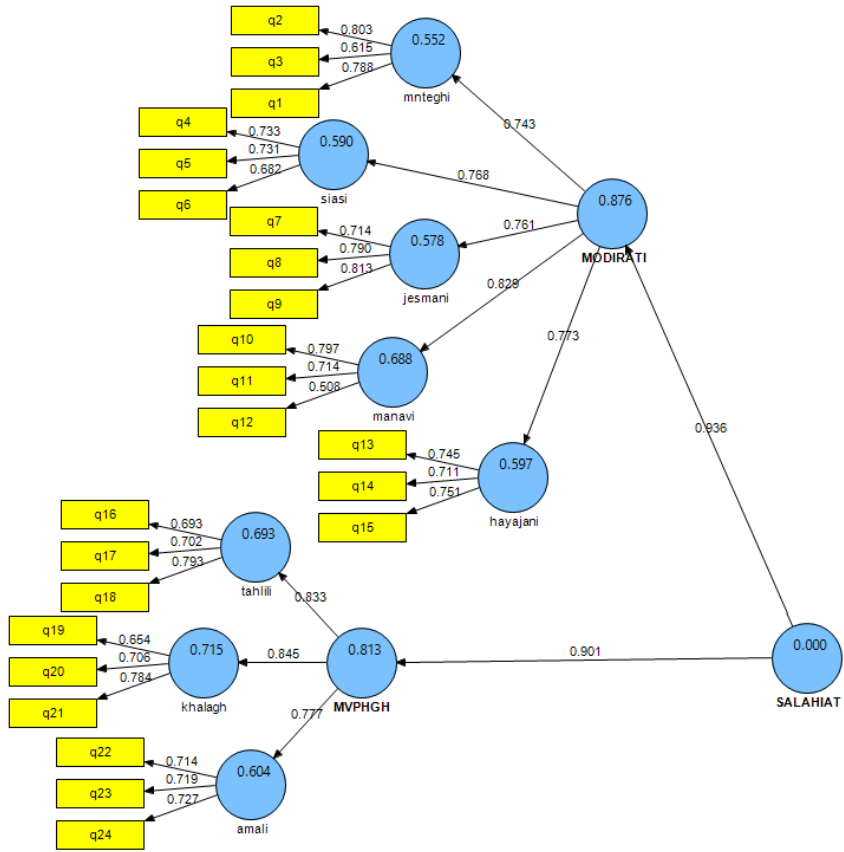 q2
0.803
q3
0.615
q1
0.788
0.552
mnteghi
q4
0.733
q5
0.731
q6
0.682
0.590
siasi
0.743
0.768
q7
0.714
q8
0.790
q9
0.813
0.578
jesmani
0.761
0.876
MODIRATI
0.829
0.773
q10
0.797
q11
0.714
q12
0.508
0.688
manavi
q13
0.745
q14
0.711
q15
0.751
0.597
hayajani
0.936
q16
0.693
q17
0.702
q18
0.793
0.693
tahlili
0.833
q19
0.654
q20
0.706
q21
0.784
0.715
khalagh
0.845
0.813
MVPHGH
0.901
0.000
SALAHIAT
0.777
q22
0.714
q23
0.719
q24
0.727
0.604
amali